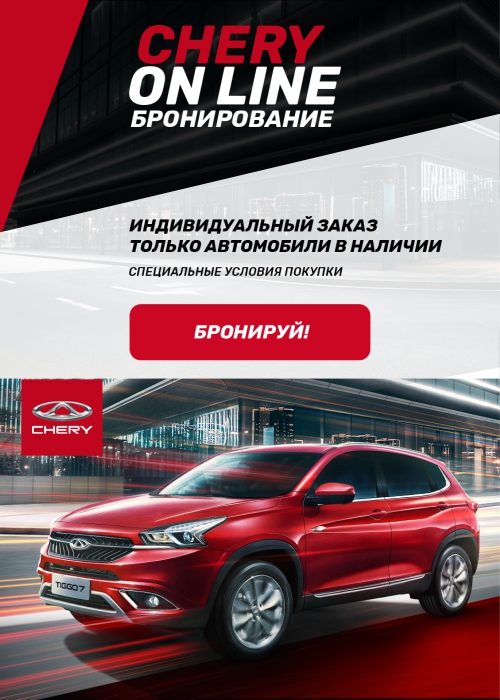 CHERY
ON LINE
БРОНИРОВАНИЕ
ИНДИВИДУАЛЬНЫЙ ЗАКАЗ
ТОЛЬКО АВТОМОБИЛИ В НАЛИЧИИ
СПЕЦИАЛЬНЫЕ УСЛОВИЯ ПОКУПКИ
БРОНИРУЙ!
CHERY
TIGGO 7